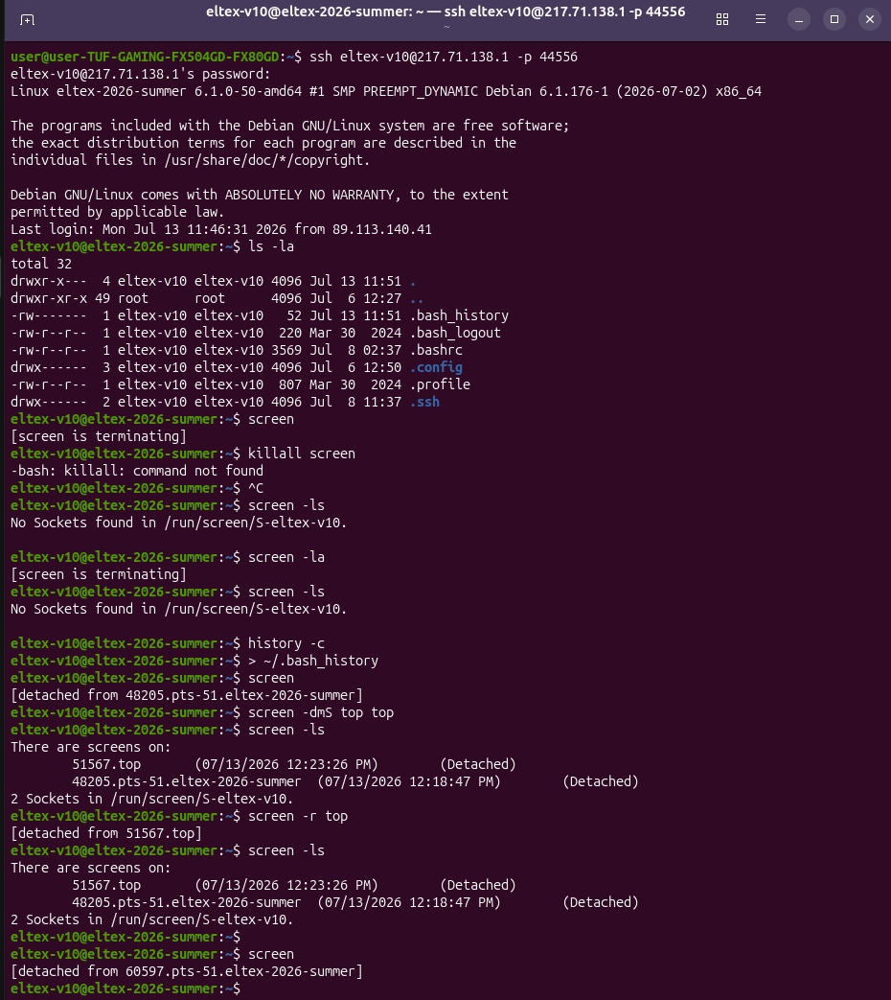 eltex-v10@eltex-2026-summer: ~ — ssh eltex-v10@217.71.138.1 -p 44556
~
user@user-TUF-GAMING-FX504GD-FX80GD:~$ ssh eltex-v10@217.71.138.1 -p 44556
eltex-v10@217.71.138.1's password:
Linux eltex-2026-summer 6.1.0-50-amd64 #1 SMP PREEMPT_DYNAMIC Debian 6.1.176-1 (2026-07-02) x86_64

The programs included with the Debian GNU/Linux system are free software;
the exact distribution terms for each program are described in the
individual files in /usr/share/doc/*/copyright.

Debian GNU/Linux comes with ABSOLUTELY NO WARRANTY, to the extent
permitted by applicable law.
Last login: Mon Jul 13 11:46:31 2026 from 89.113.140.41
eltex-v10@eltex-2026-summer:~$ ls -la
total 32
drwxr-x---  4 eltex-v10 eltex-v10 4096 Jul 13 11:51 .
drwxr-xr-x 49 root      root      4096 Jul  6 12:27 ..
-rw-------  1 eltex-v10 eltex-v10   52 Jul 13 11:51 .bash_history
-rw-r--r--  1 eltex-v10 eltex-v10  220 Mar 30  2024 .bash_logout
-rw-r--r--  1 eltex-v10 eltex-v10 3569 Jul  8 02:37 .bashrc
drwx------  3 eltex-v10 eltex-v10 4096 Jul  6 12:50 .config
-rw-r--r--  1 eltex-v10 eltex-v10  807 Mar 30  2024 .profile
drwx------  2 eltex-v10 eltex-v10 4096 Jul  8 11:37 .ssh
eltex-v10@eltex-2026-summer:~$ screen
[screen is terminating]
eltex-v10@eltex-2026-summer:~$ killall screen
-bash: killall: command not found
eltex-v10@eltex-2026-summer:~$ ^C
eltex-v10@eltex-2026-summer:~$ screen -ls
No Sockets found in /run/screen/S-eltex-v10.

eltex-v10@eltex-2026-summer:~$ screen -la
[screen is terminating]
eltex-v10@eltex-2026-summer:~$ screen -ls
No Sockets found in /run/screen/S-eltex-v10.

eltex-v10@eltex-2026-summer:~$ history -c
eltex-v10@eltex-2026-summer:~$ > ~/.bash_history
eltex-v10@eltex-2026-summer:~$ screen
[detached from 48205.pts-51.eltex-2026-summer]
eltex-v10@eltex-2026-summer:~$ screen -dmS top top
eltex-v10@eltex-2026-summer:~$ screen -ls
There are screens on:
        51567.top       (07/13/2026 12:23:26 PM)        (Detached)
        48205.pts-51.eltex-2026-summer  (07/13/2026 12:18:47 PM)        (Detached)
2 Sockets in /run/screen/S-eltex-v10.
eltex-v10@eltex-2026-summer:~$ screen -r top
[detached from 51567.top]
eltex-v10@eltex-2026-summer:~$ screen -ls
There are screens on:
        51567.top       (07/13/2026 12:23:26 PM)        (Detached)
        48205.pts-51.eltex-2026-summer  (07/13/2026 12:18:47 PM)        (Detached)
2 Sockets in /run/screen/S-eltex-v10.
eltex-v10@eltex-2026-summer:~$
eltex-v10@eltex-2026-summer:~$ screen
[detached from 60597.pts-51.eltex-2026-summer]
eltex-v10@eltex-2026-summer:~$